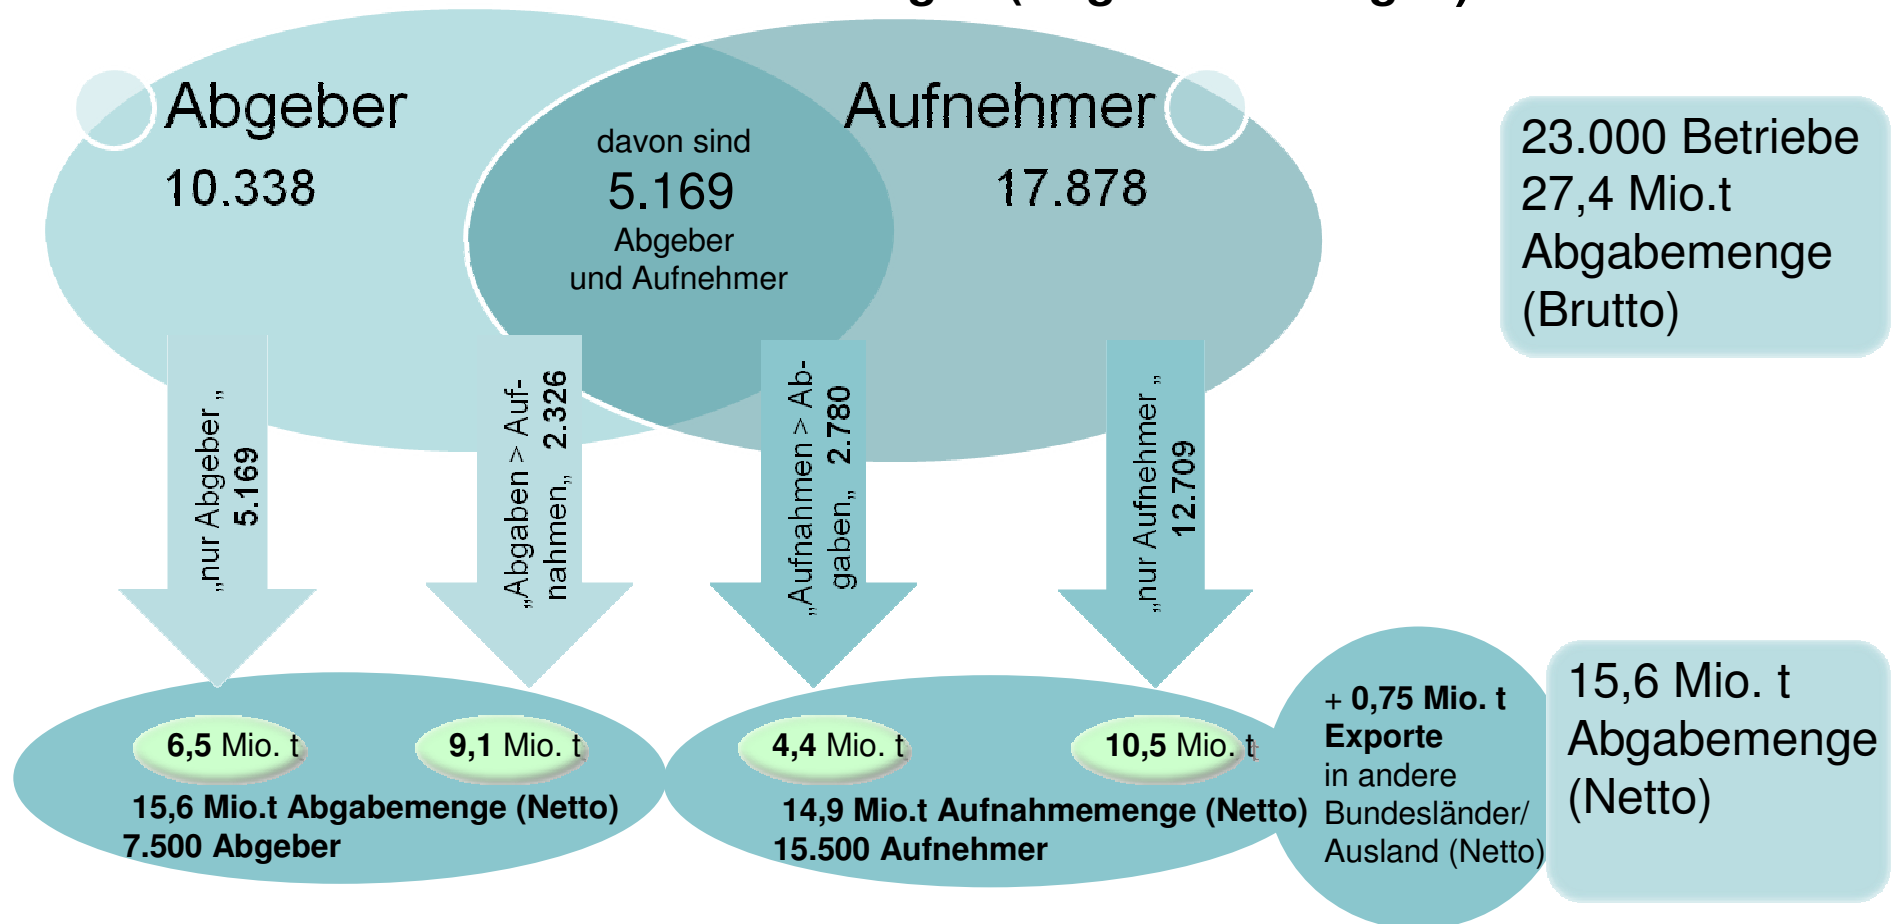 Abgeber
10.338
davon sind
5.169
Abgeber
und Aufnehmer
Aufnehmer
17.878
23.000 Betriebe
27,4 Mio.t
Abgabemenge
(Brutto)
„nur Abgeber „
5.169
„Abgaben > Auf-
nahmen„ 2.326
„Aufnahmen > Ab-
gaben„ 2.780
„nur Aufnehmer „
12.709
6,5 Mio. t
9,1 Mio. t
15,6 Mio.t Abgabemenge (Netto)
7.500 Abgeber
4,4 Mio. t
10,5 Mio. t
14,9 Mio.t Aufnahmemenge (Netto)
15.500 Aufnehmer
+ 0,75 Mio. t
Exporte
in andere
Bundesländer/
Ausland (Netto)
15,6 Mio. t
Abgabemenge
(Netto)